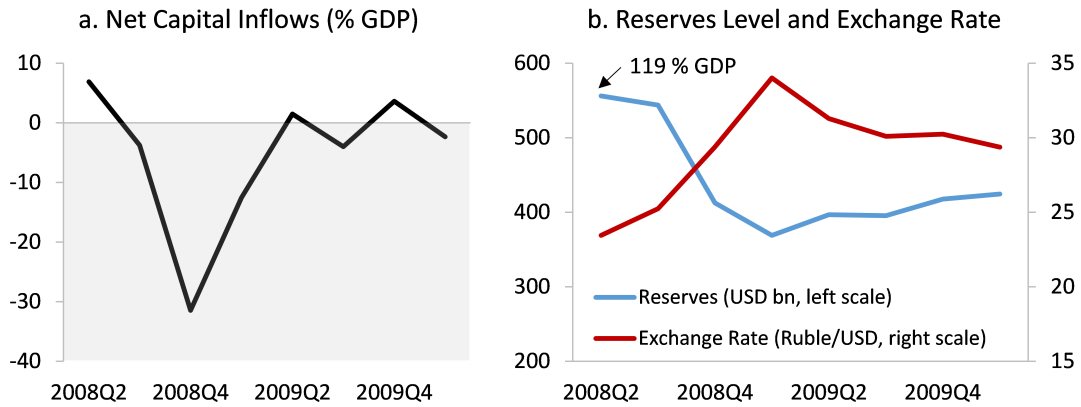 a. Net Capital Inflows (% GDP)
10
0
-10
-20
-30
-40
2008Q2
2008Q4
2009Q2
2009Q4
b. Reserves Level and Exchange Rate
600
500
400
300
200
35
30
25
20
15
119 % GDP
Reserves (USD bn, left scale)
Exchange Rate (Ruble/USD, right scale)
2008Q2
2008Q4
2009Q2
2009Q4